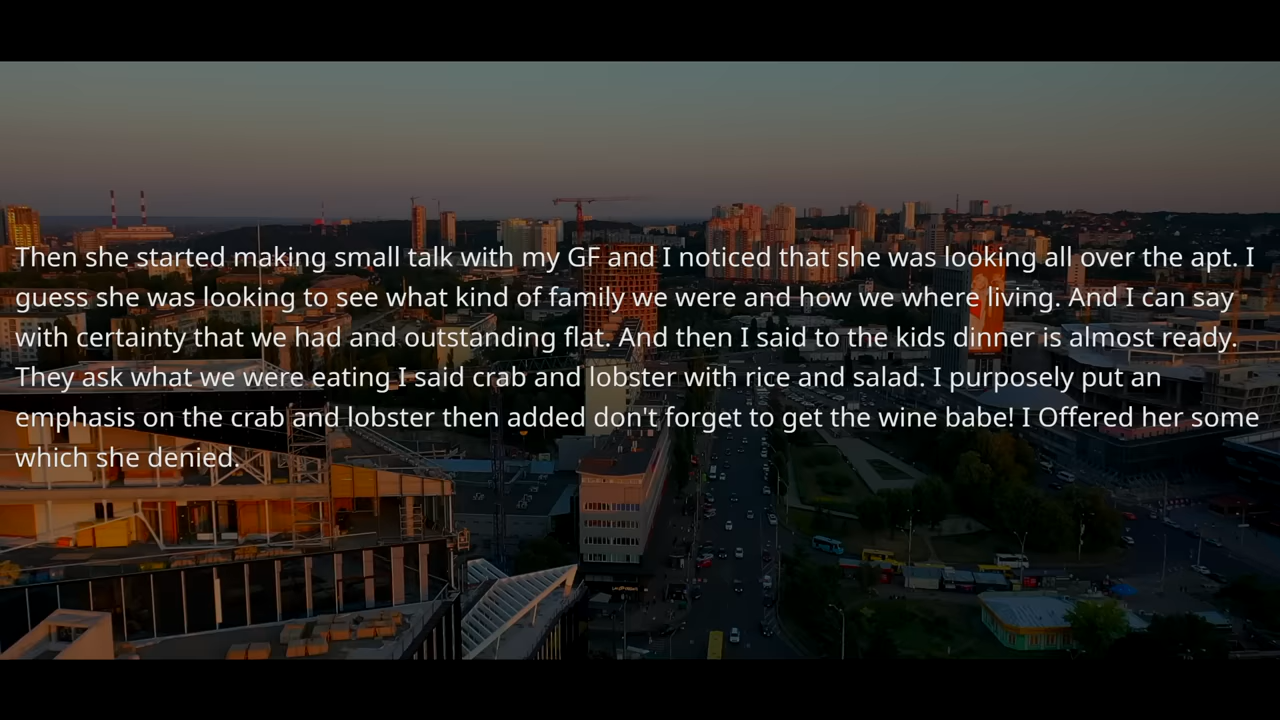 Then she started making small talk with my GF and I noticed that she was looking all over the apt. I
guess she was looking to see what kind of family we were and how we where living. And I can say
with certainty that we had and outstanding flat. And then I said to the kids dinner is almost ready.
They ask what we were eating I said crab and lobster with rice and salad. I purposely put an
emphasis on the crab and lobster then added don't forget to get the wine babe! I Offered her some
which she denied.